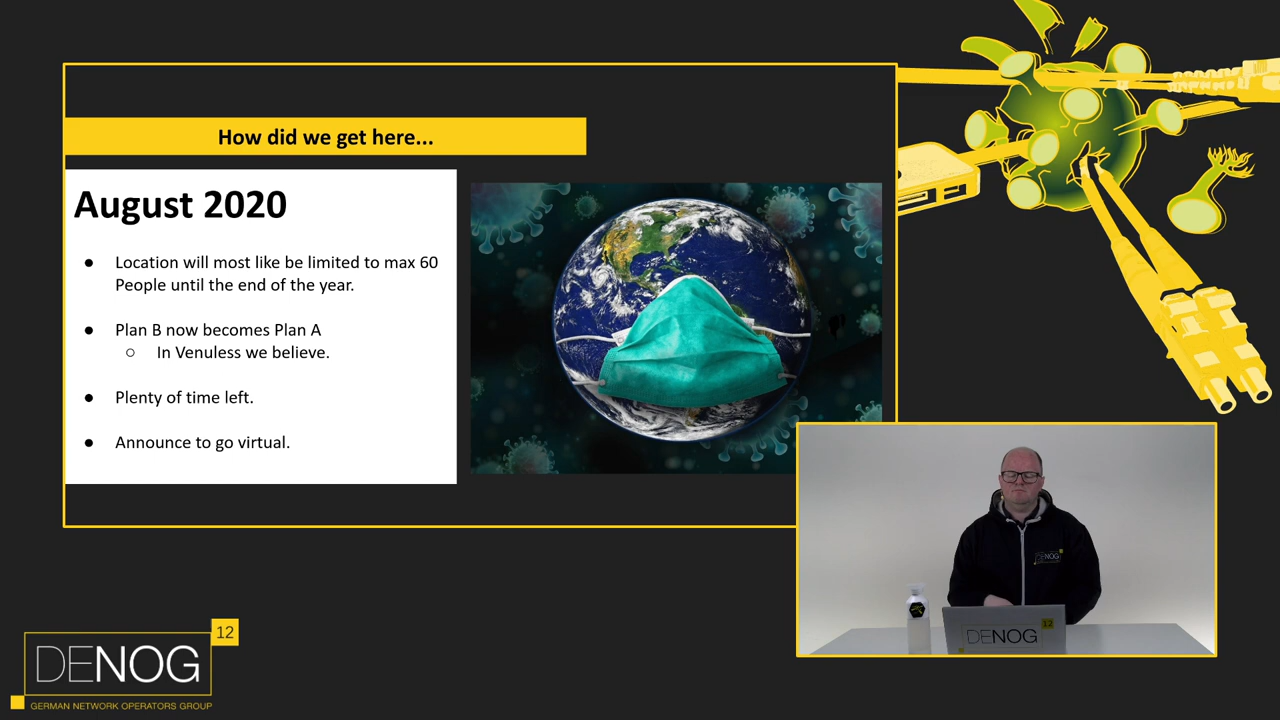 How did we get here...
August 2020
● Location will most like be limited to max 60
People until the end of the year.
● Plan B now becomes Plan A
○ In Venuless we believe.
● Plenty of time left.
● Announce to go virtual.
DENOG
12
DENOG
12
GERMAN NETWORK OPERATORS GROUP